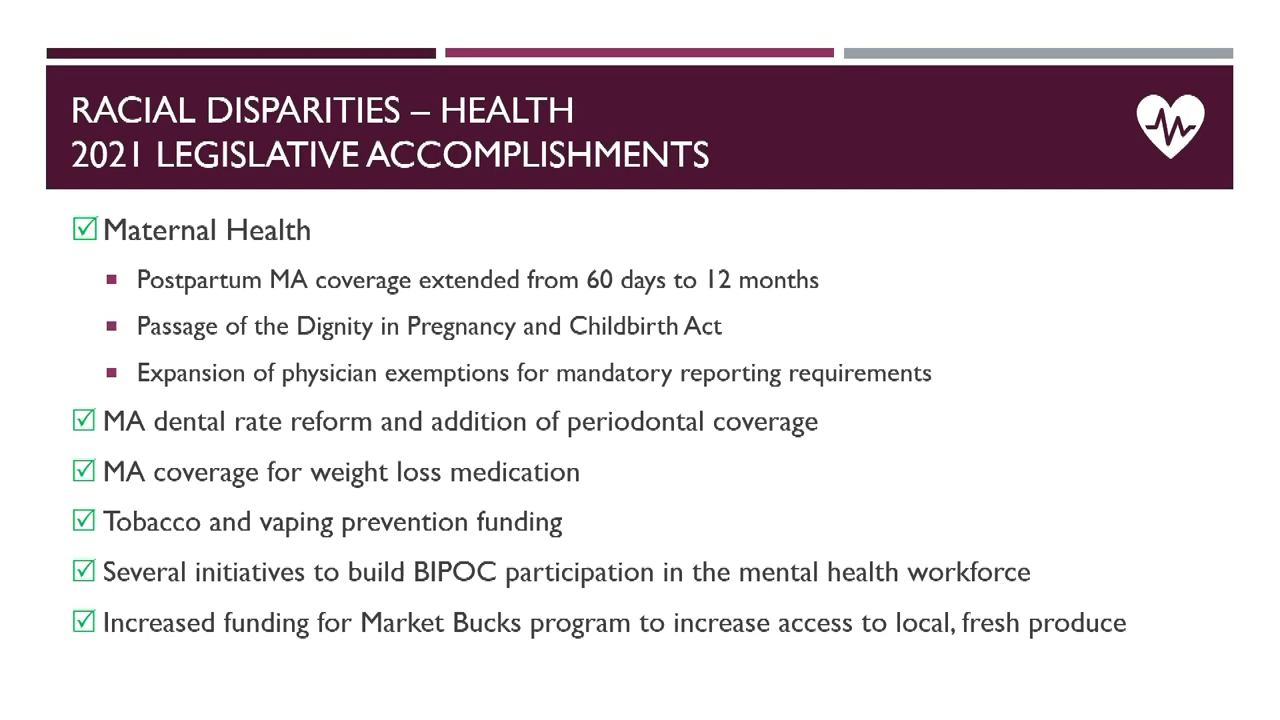 RACIAL DISPARITIES – HEALTH
2021 LEGISLATIVE ACCOMPLISHMENTS
Maternal Health
Postpartum MA coverage extended from 60 days to 12 months
Passage of the Dignity in Pregnancy and Childbirth Act
Expansion of physician exemptions for mandatory reporting requirements
MA dental rate reform and addition of periodontal coverage
MA coverage for weight loss medication
Tobacco and vaping prevention funding
Several initiatives to build BIPOC participation in the mental health workforce
Increased funding for Market Bucks program to increase access to local, fresh produce